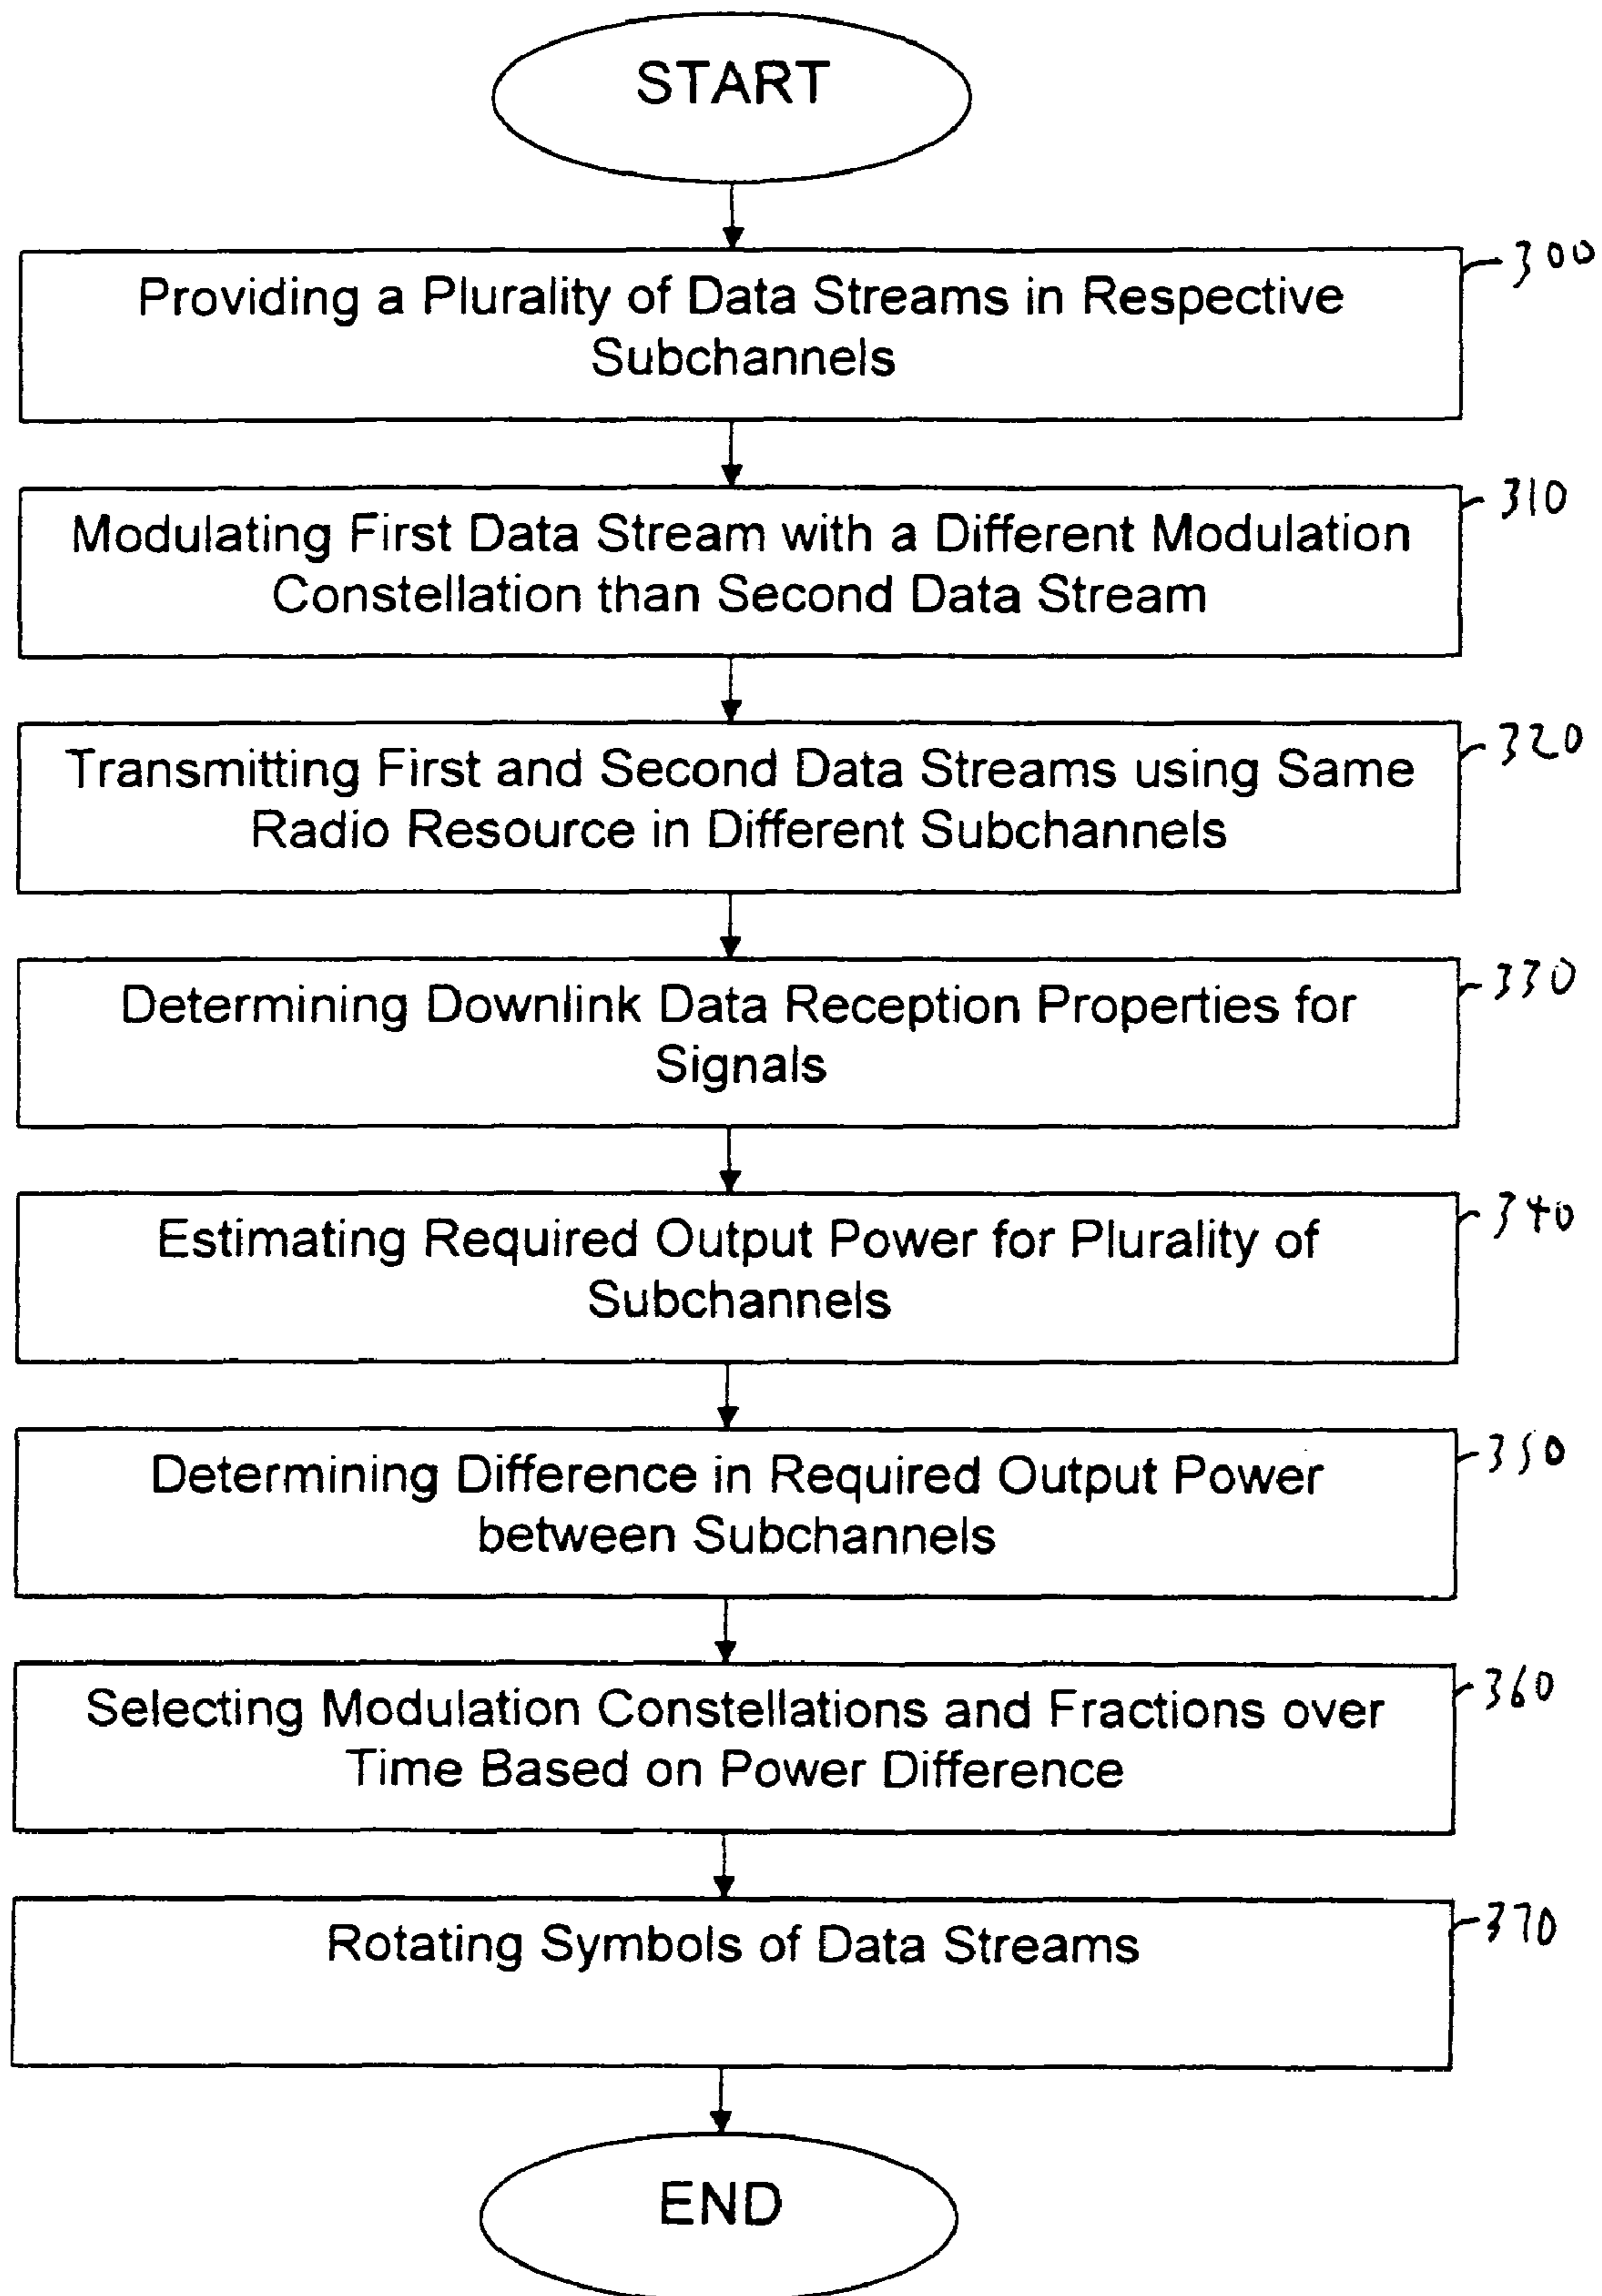 START
300
Providing a Plurality of Data Streams in Respective
Subchannels
310
Modulating First Data Stream with a Different Modulation
Constellation than Second Data Stream
320
Transmitting First and Second Data Streams using Same
Radio Resource in Different Subchannels
330
Determining Downlink Data Reception Properties for
Signals
340
Estimating Required Output Power for Plurality of
Subchannels
350
Determining Difference in Required Output Power
between Subchannels
360
Selecting Modulation Constellations and Fractions over
Time Based on Power Difference
370
Rotating Symbols of Data Streams
END